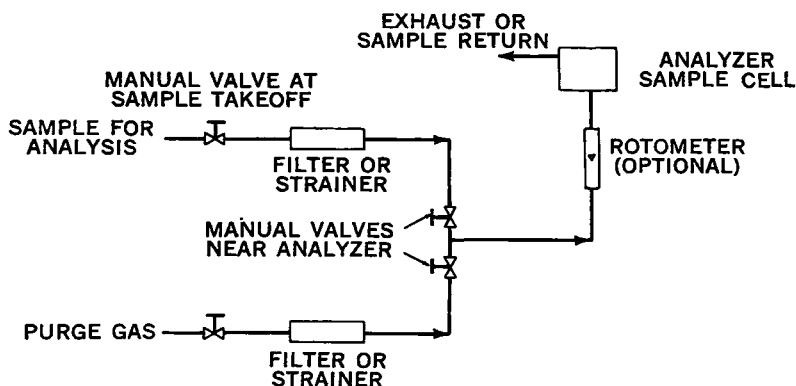 EXHAUST OR
SAMPLE RETURN
ANALYZER
SAMPLE CELL
MANUAL VALVE AT
SAMPLE TAKEOFF
SAMPLE FOR
ANALYSIS
FILTER OR
STRAINER
ROTOMETER
(OPTIONAL)
MANUAL VALVES
NEAR ANALYZER
PURGE GAS
FILTER OR
STRAINER